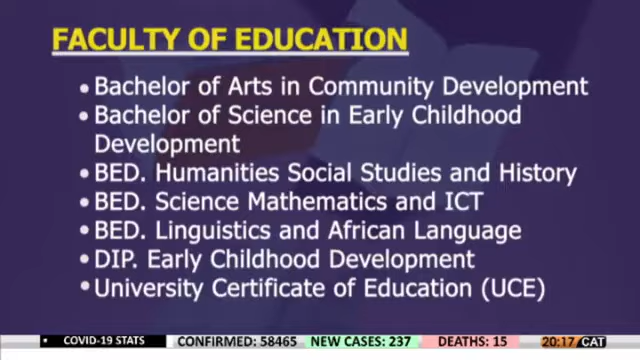 FACULTY OF EDUCATION
• Bachelor of Arts in Community Development
• Bachelor of Science in Early Childhood
Development
• BED. Humanities Social Studies and History
• BED. Science Mathematics and ICT
• BED. Linguistics and African Language
• DIP. Early Childhood Development
• University Certificate of Education (UCE)
• COVID-19 STATS CONFIRMED: 58465 NEW CASES: 237 DEATHS: 15 20:17 CAT